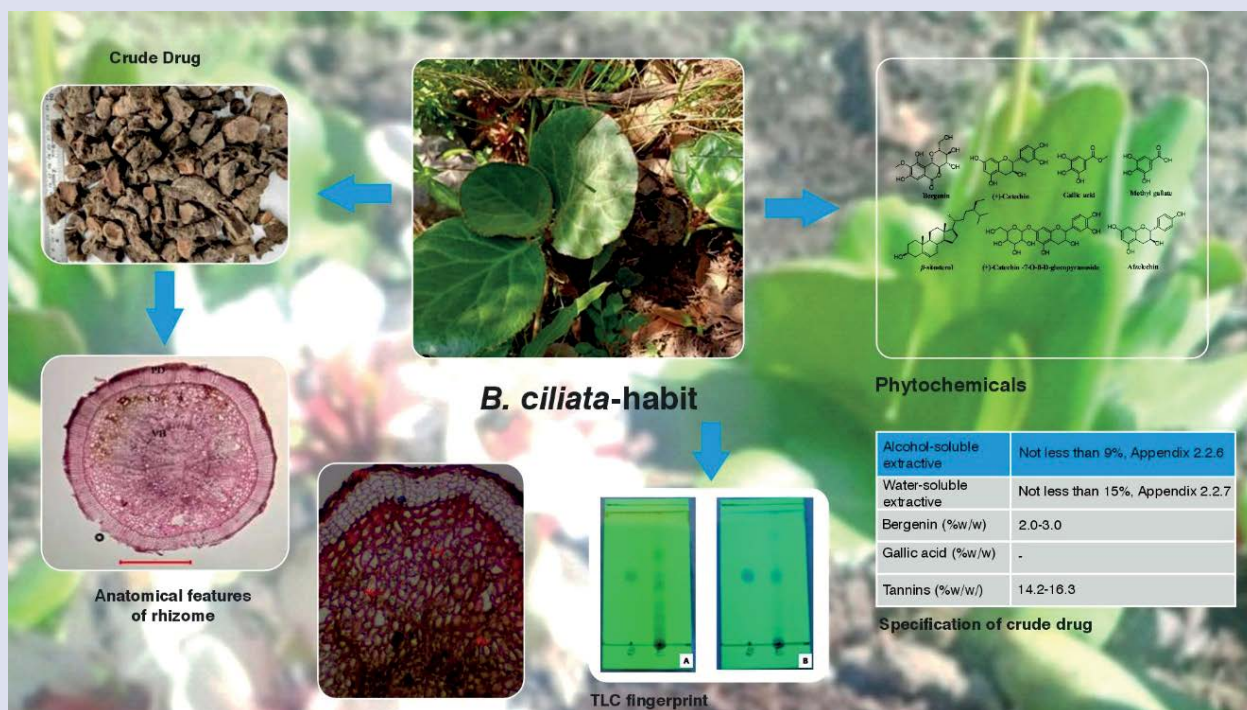 Crude Drug
Bergenin
(+)-Catechin
Gallic acid
Methyl gallate
β-sitosterol
(+)-Catechin -7-O-β-D-glucopyranoside
Afzelechin
Phytochemicals
B. ciliata-habit
PD
VB
Anatomical features
of rhizome
A
B
TLC fingerprint
Alcohol-soluble
extractive
Not less than 9%, Appendix 2.2.6
Water-soluble
extractive
Not less than 15%, Appendix 2.2.7
Bergenin (%w/w)
2.0-3.0
Gallic acid (%w/w)
-
Tannins (%w/w/)
14.2-16.3
Specification of crude drug